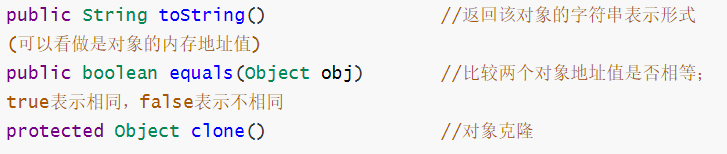 public String toString()                //返回该对象的字符串表示形式
(可以看做是对象的内存地址值)
public boolean equals(Object obj)       //比较两个对象地址值是否相等;
true表示相同，false表示不相同
protected Object clone()                //对象克隆